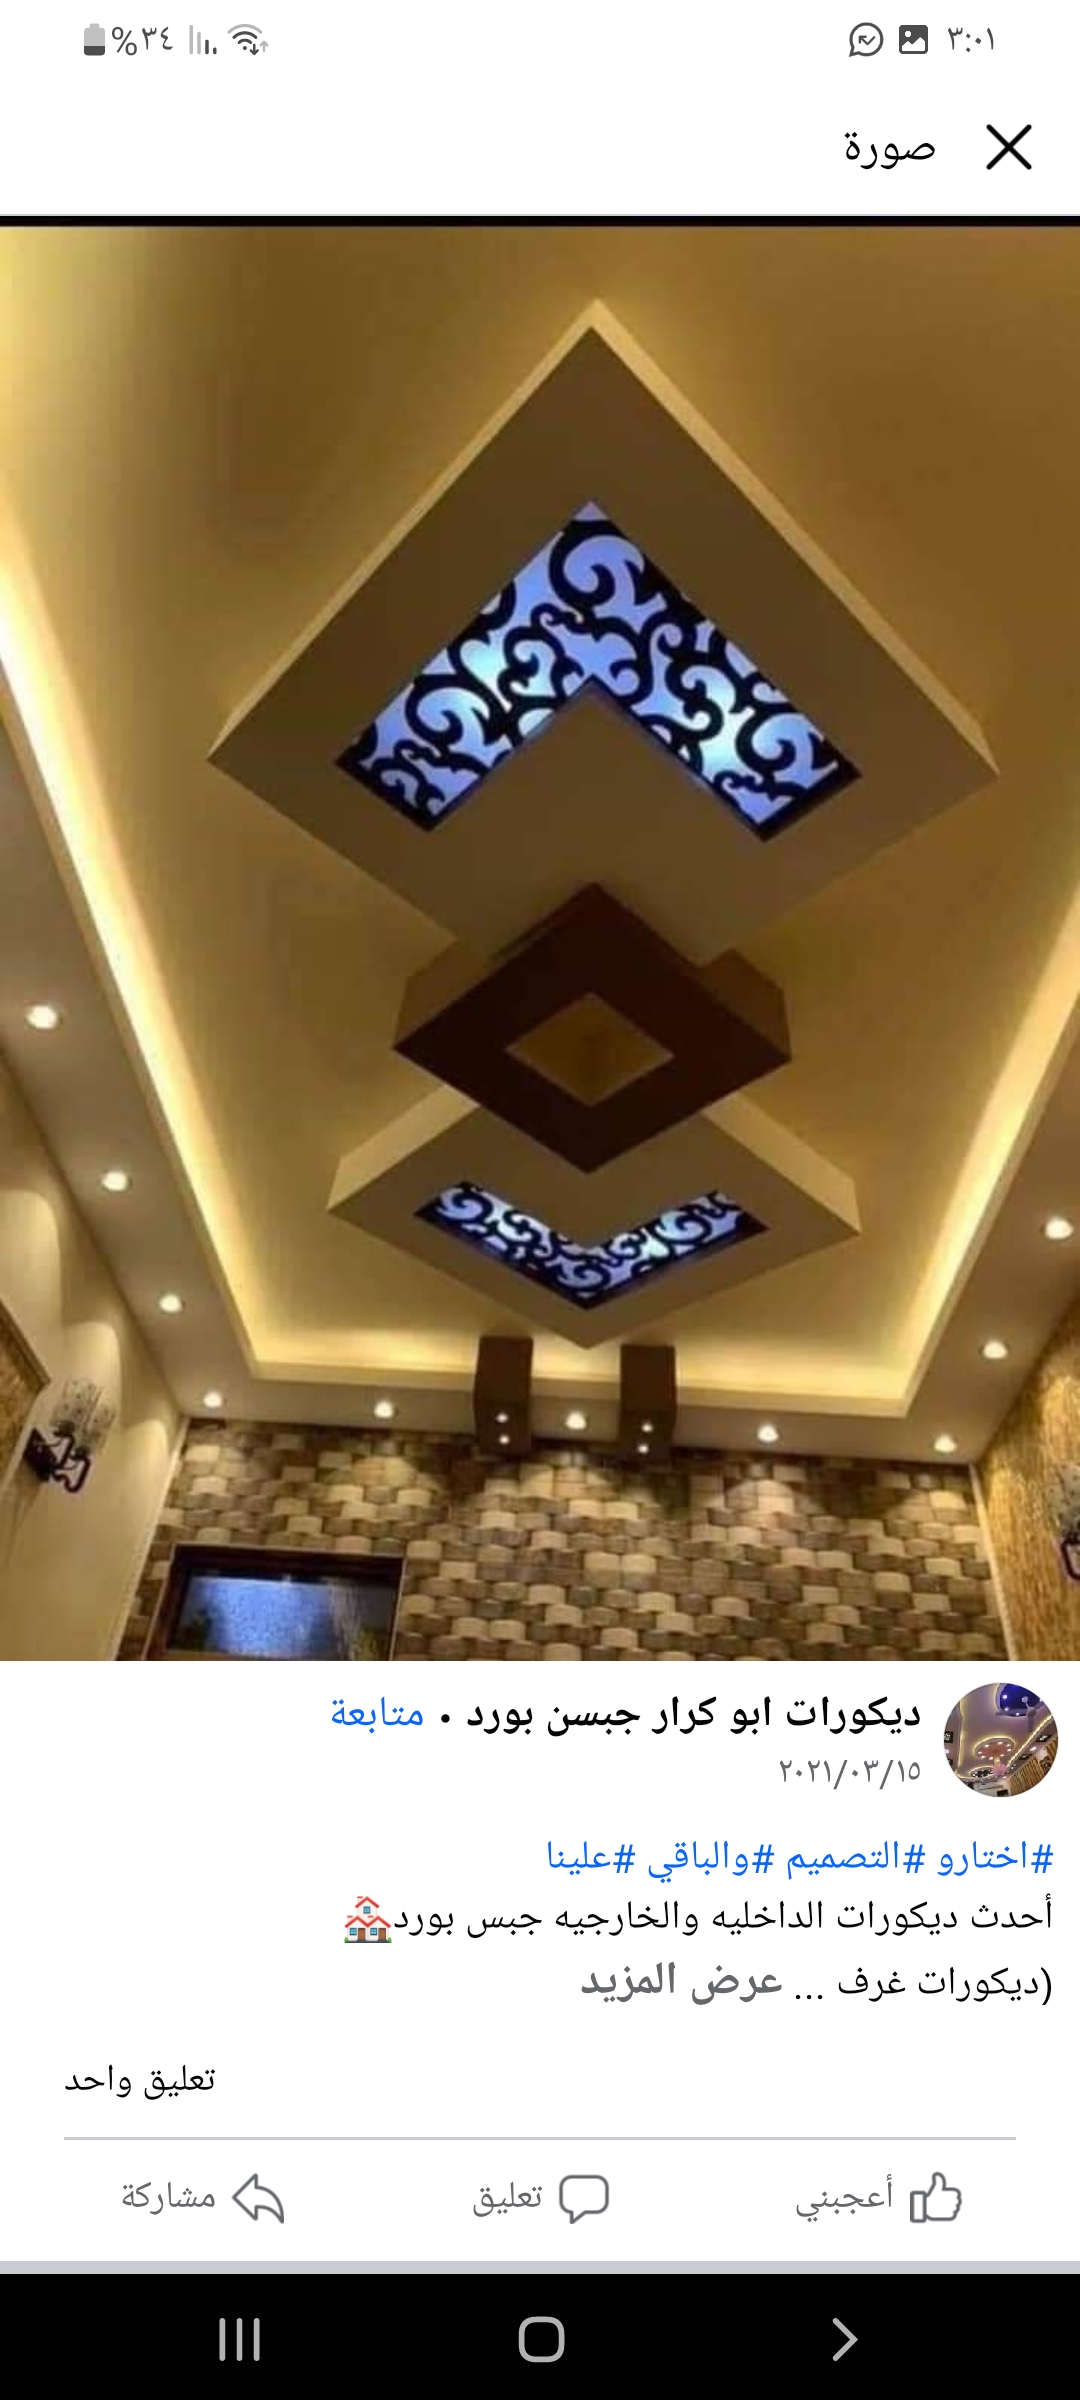 ٣:٠١
%٣٤
صورة
ديكورات ابو كرار جبسن بورد • متابعة
٢٠٢١/٠٣/١٥
#اختارو #التصميم #والباقي #علينا
أحدث ديكورات الداخليه والخارجيه جبس بورد🏘
(ديكورات غرف ... عرض المزيد
تعليق واحد
أعجبني
تعليق
مشاركة